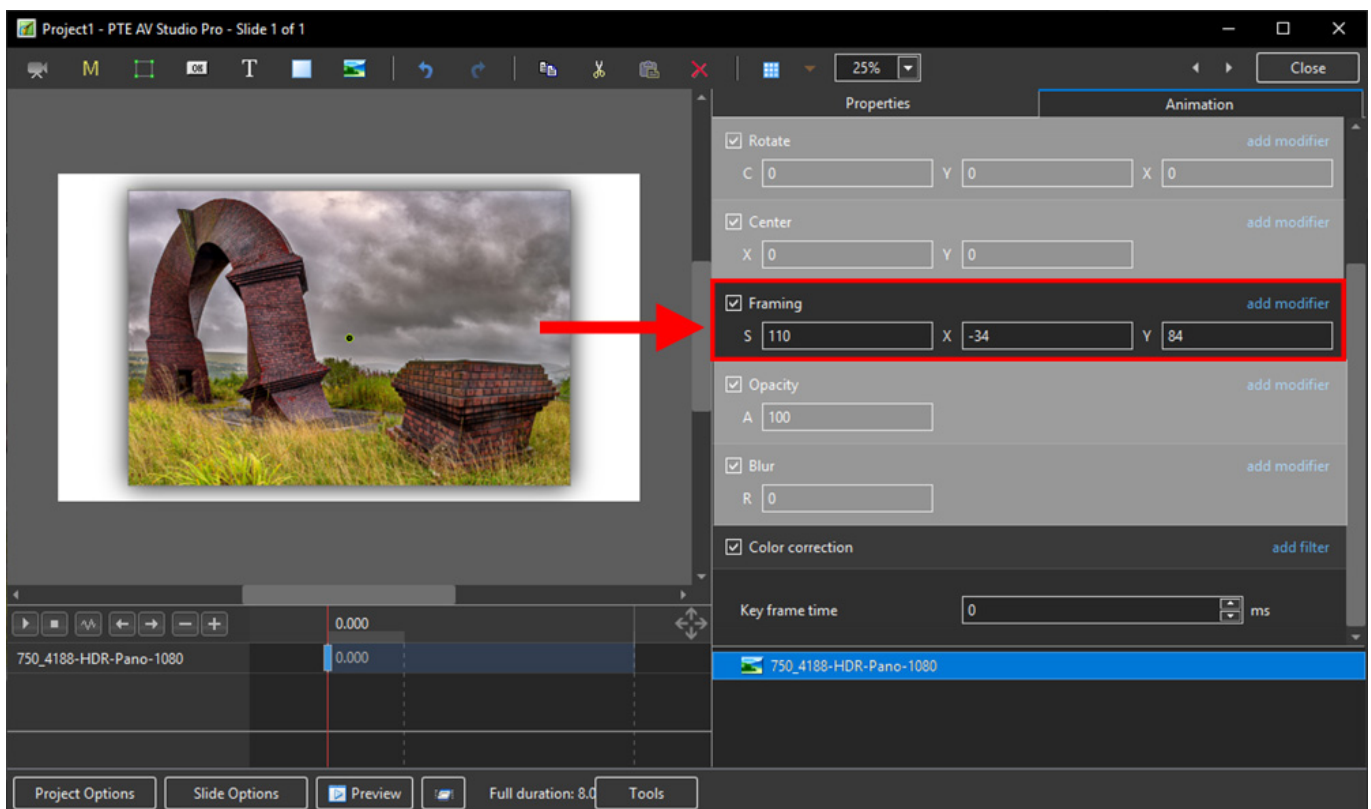 Project1 - PTE AV Studio Pro - Slide 1 of 1
M OK T 25% Close
Properties Animation
Rotate add modifier
C 0 Y 0 X 0
Center add modifier
X 0 Y 0
Framing add modifier
S 110 X -34 Y 84
Opacity add modifier
A 100
Blur add modifier
R 0
Color correction add filter
Key frame time 0 ms
0.000
750_4188-HDR-Pano-1080 0.000
750_4188-HDR-Pano-1080
Project Options Slide Options Preview Full duration: 8.0 Tools